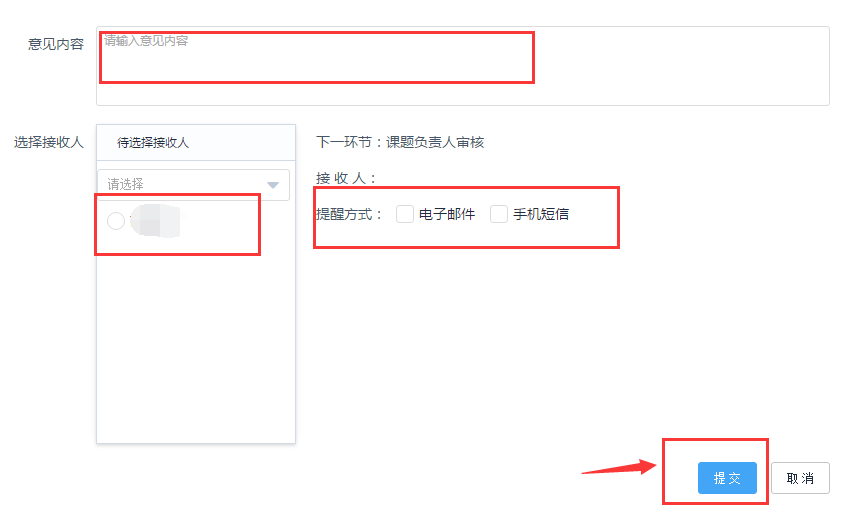 意见内容
请输入意见内容
选择接收人
待选择接收人
请选择
下一环节：课题负责人审核
接 收 人：
提醒方式： 电子邮件 手机短信
提 交
取 消